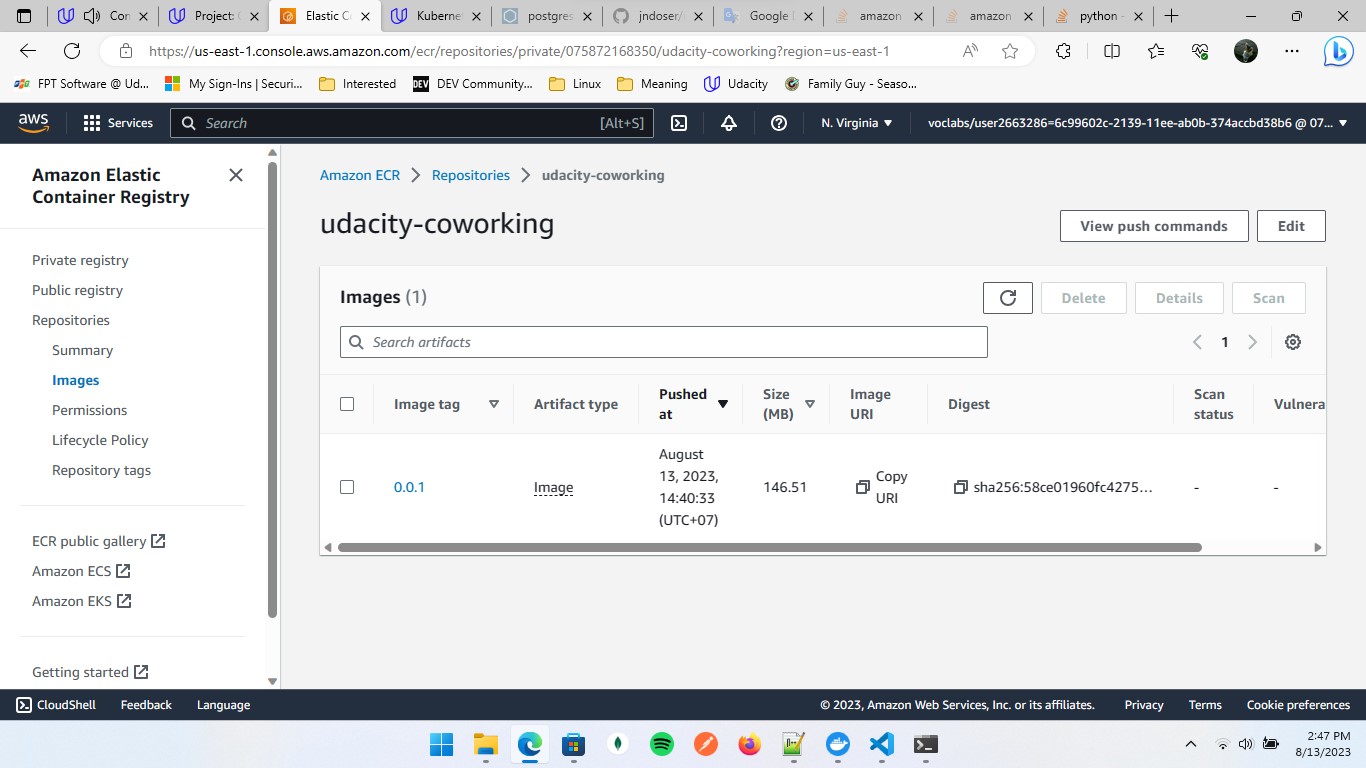 Con
Project: C
Elastic Co
Kuberne
postgres
jndoser/
Google
amazon
amazon
python -
https://us-east-1.console.aws.amazon.com/ecr/repositories/private/075872168350/udacity-coworking?region=us-east-1
FPT Software @ Ud...
My Sign-Ins | Securi...
Interested
DEV
DEV Community...
Linux
Meaning
Udacity
Family Guy - Seaso...
aws
Services
Search
[Alt+S]
N. Virginia
voclabs/user2663286=6c99602c-2139-11ee-ab0b-374accbd38b6 @ 07...
Amazon Elastic
Container Registry
Private registry
Public registry
Repositories
Summary
Images
Permissions
Lifecycle Policy
Repository tags
ECR public gallery
Amazon ECS
Amazon EKS
Getting started
Amazon ECR
Repositories
udacity-coworking
udacity-coworking
View push commands
Edit
Images (1)
Delete
Details
Scan
Search artifacts
1
Image tag
Artifact type
Pushed
at
Size
(MB)
Image
URI
Digest
Scan
status
Vulnera
0.0.1
Image
August
13, 2023,
14:40:33
(UTC+07)
146.51
Copy
URI
sha256:58ce01960fc4275...
-
-
CloudShell
Feedback
Language
© 2023, Amazon Web Services, Inc. or its affiliates.
Privacy
Terms
Cookie preferences
2:47 PM
8/13/2023